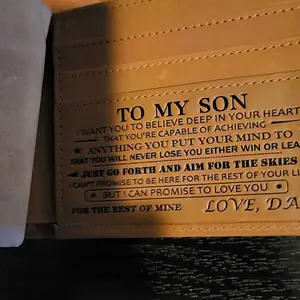 TO MY SON
I WANT YOU TO BELIEVE DEEP IN YOUR HEART
THAT YOU'RE CAPABLE OF ACHIEVING
ANYTHING YOU PUT YOUR MIND TO
THAT YOU WILL NEVER LOSE YOU EITHER WIN OR LEA
JUST GO FORTH AND AIM FOR THE SKIES
I CAN'T PROMISE TO BE HERE FOR THE REST OF YOUR LI
BUT I CAN PROMISE TO LOVE YOU
FOR THE REST OF MINE
LOVE, DA